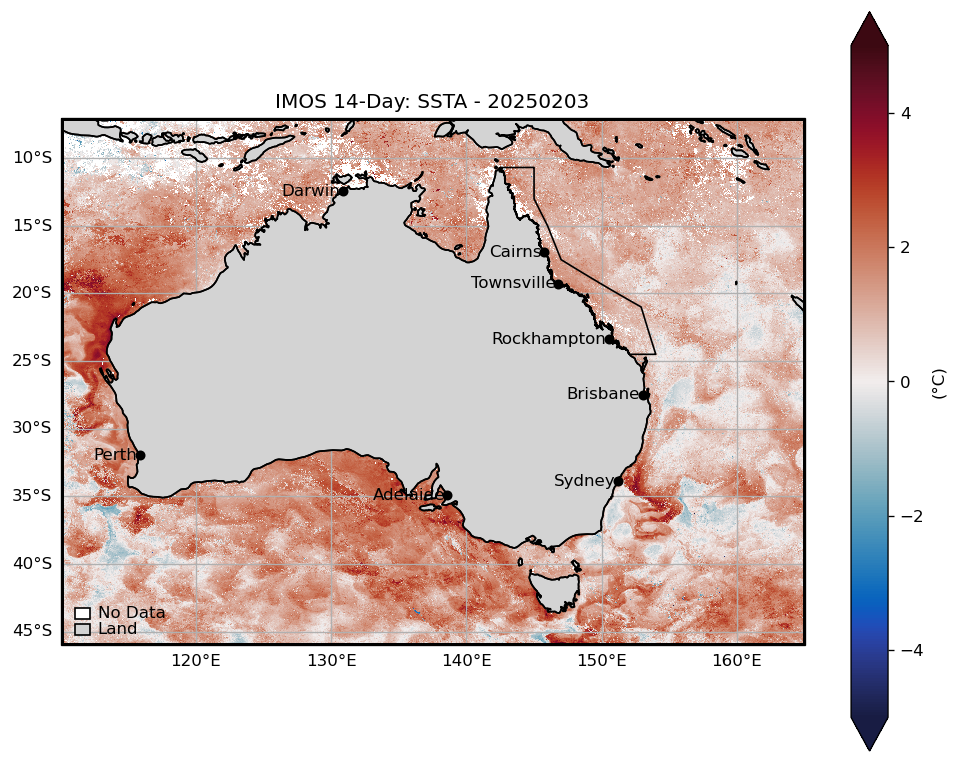 IMOS 14-Day: SSTA - 20250203
10°S
15°S
20°S
25°S
30°S
35°S
40°S
45°S
Darwin
Cairns
Townsville
Rockhampton
Brisbane
Perth
Sydney
Adelaide
No Data
Land
120°E
130°E
140°E
150°E
160°E
4
2
0
−2
−4
(°C)